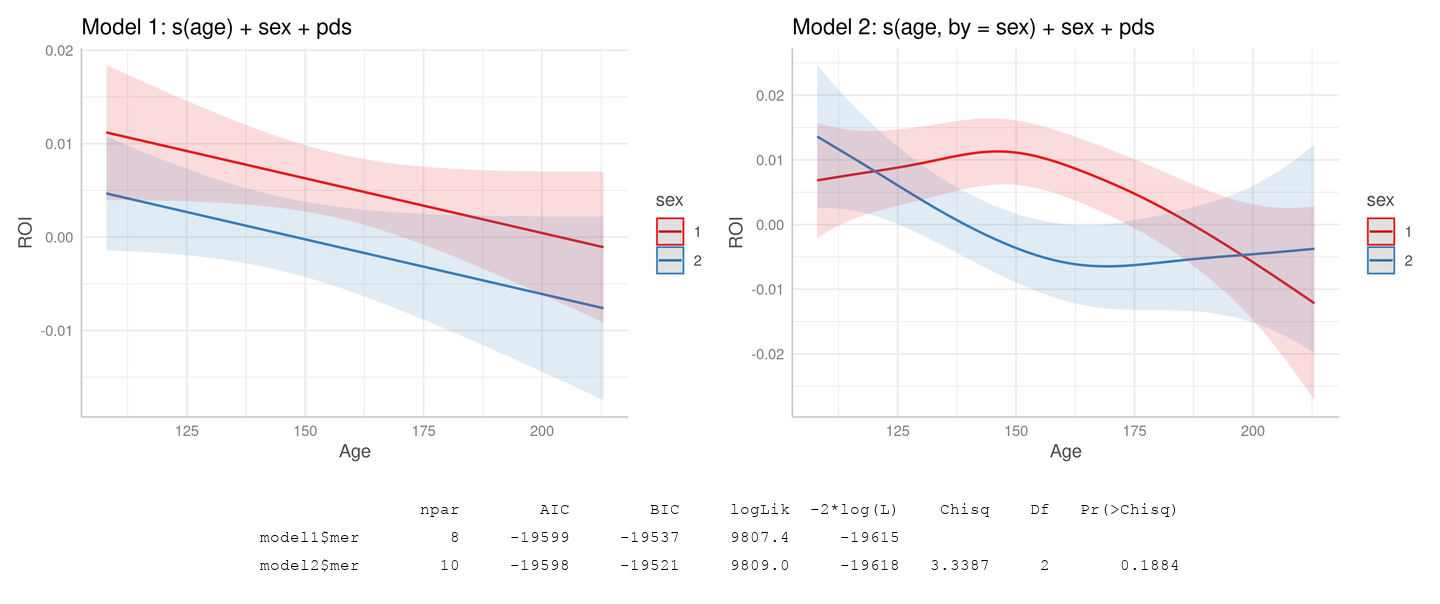 Model 1: s(age) + sex + pds
0.02
0.01
0.00
-0.01
ROI
125 150 175 200
Age
sex
1
2
Model 2: s(age, by = sex) + sex + pds
0.02
0.01
0.00
-0.01
-0.02
ROI
125 150 175 200
Age
sex
1
2
npar AIC BIC logLik -2*log(L) Chisq Df Pr(>Chisq)
model1$mer 8 -19599 -19537 9807.4 -19615
model2$mer 10 -19598 -19521 9809.0 -19618 3.3387 2 0.1884